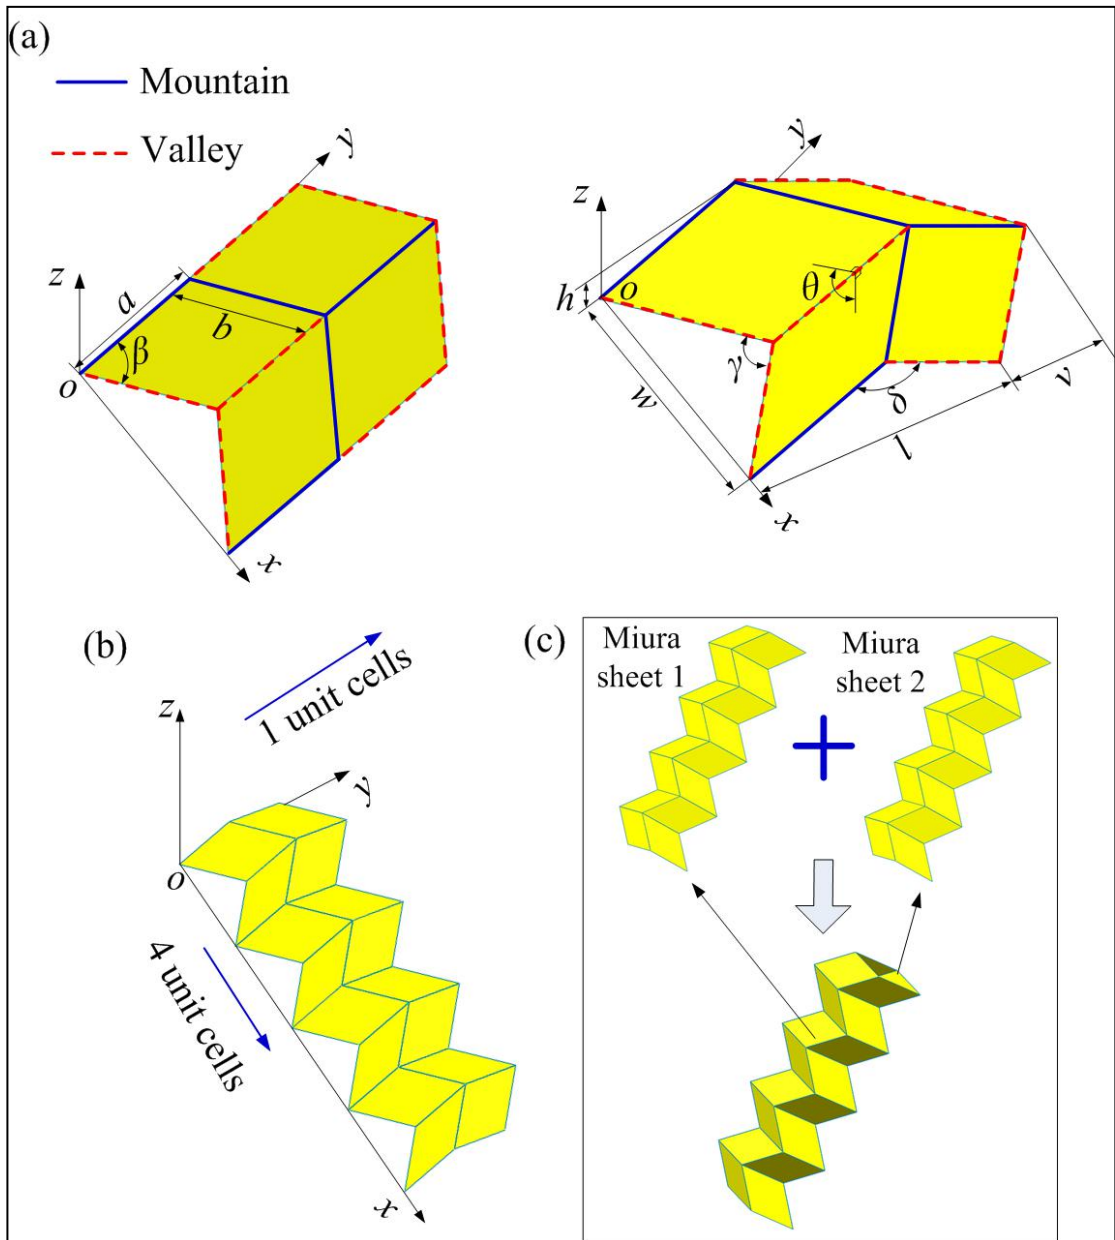 (a)
Mountain
Valley
y
z
a
b
β
o
x
y
z
h
o
θ
γ
w
δ
v
l
x
(b)
1 unit cells
z
y
o
4 unit cells
x
(c)
Miura
sheet 1
Miura
sheet 2